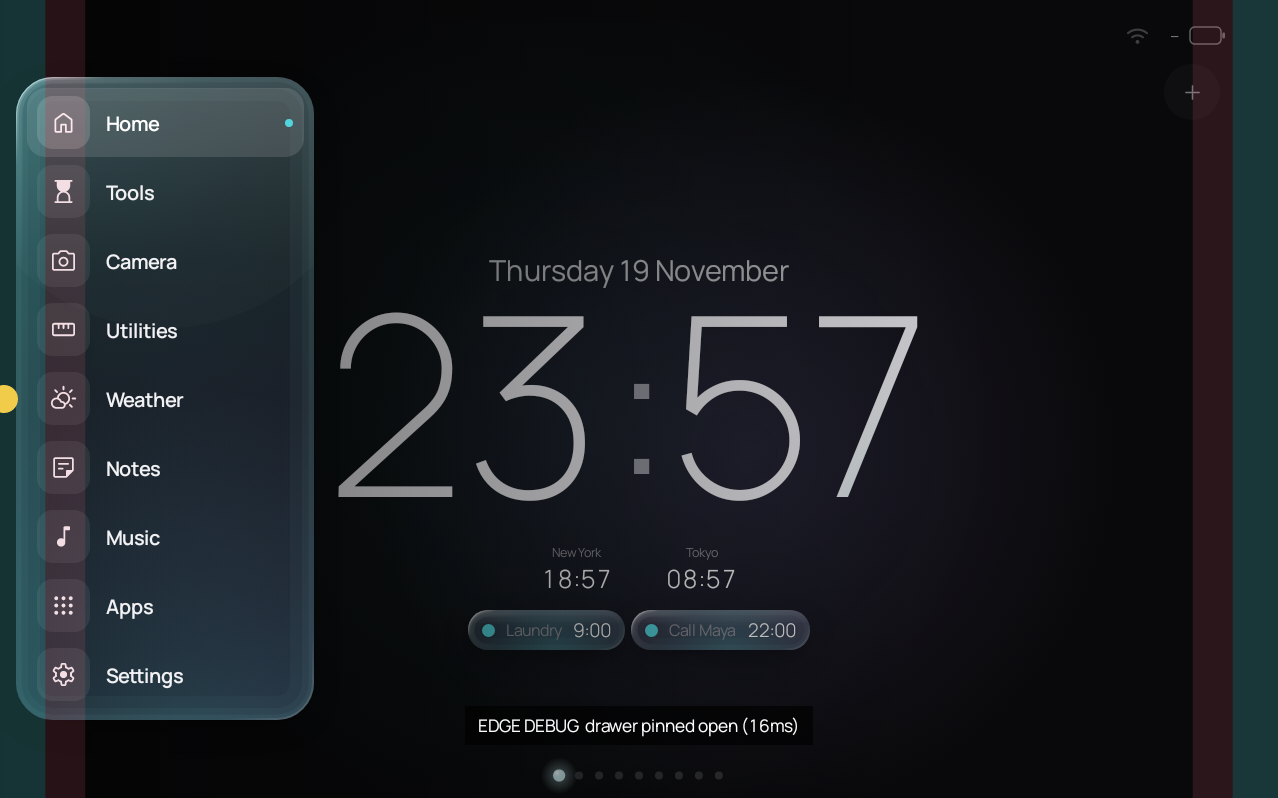 Home
Tools
Camera
Utilities
Weather
Notes
Music
Apps
Settings
Thursday 19 November
23:57
New York
18:57
Tokyo
08:57
Laundry 9:00
Call Maya 22:00
EDGE DEBUG drawer pinned open (16ms)